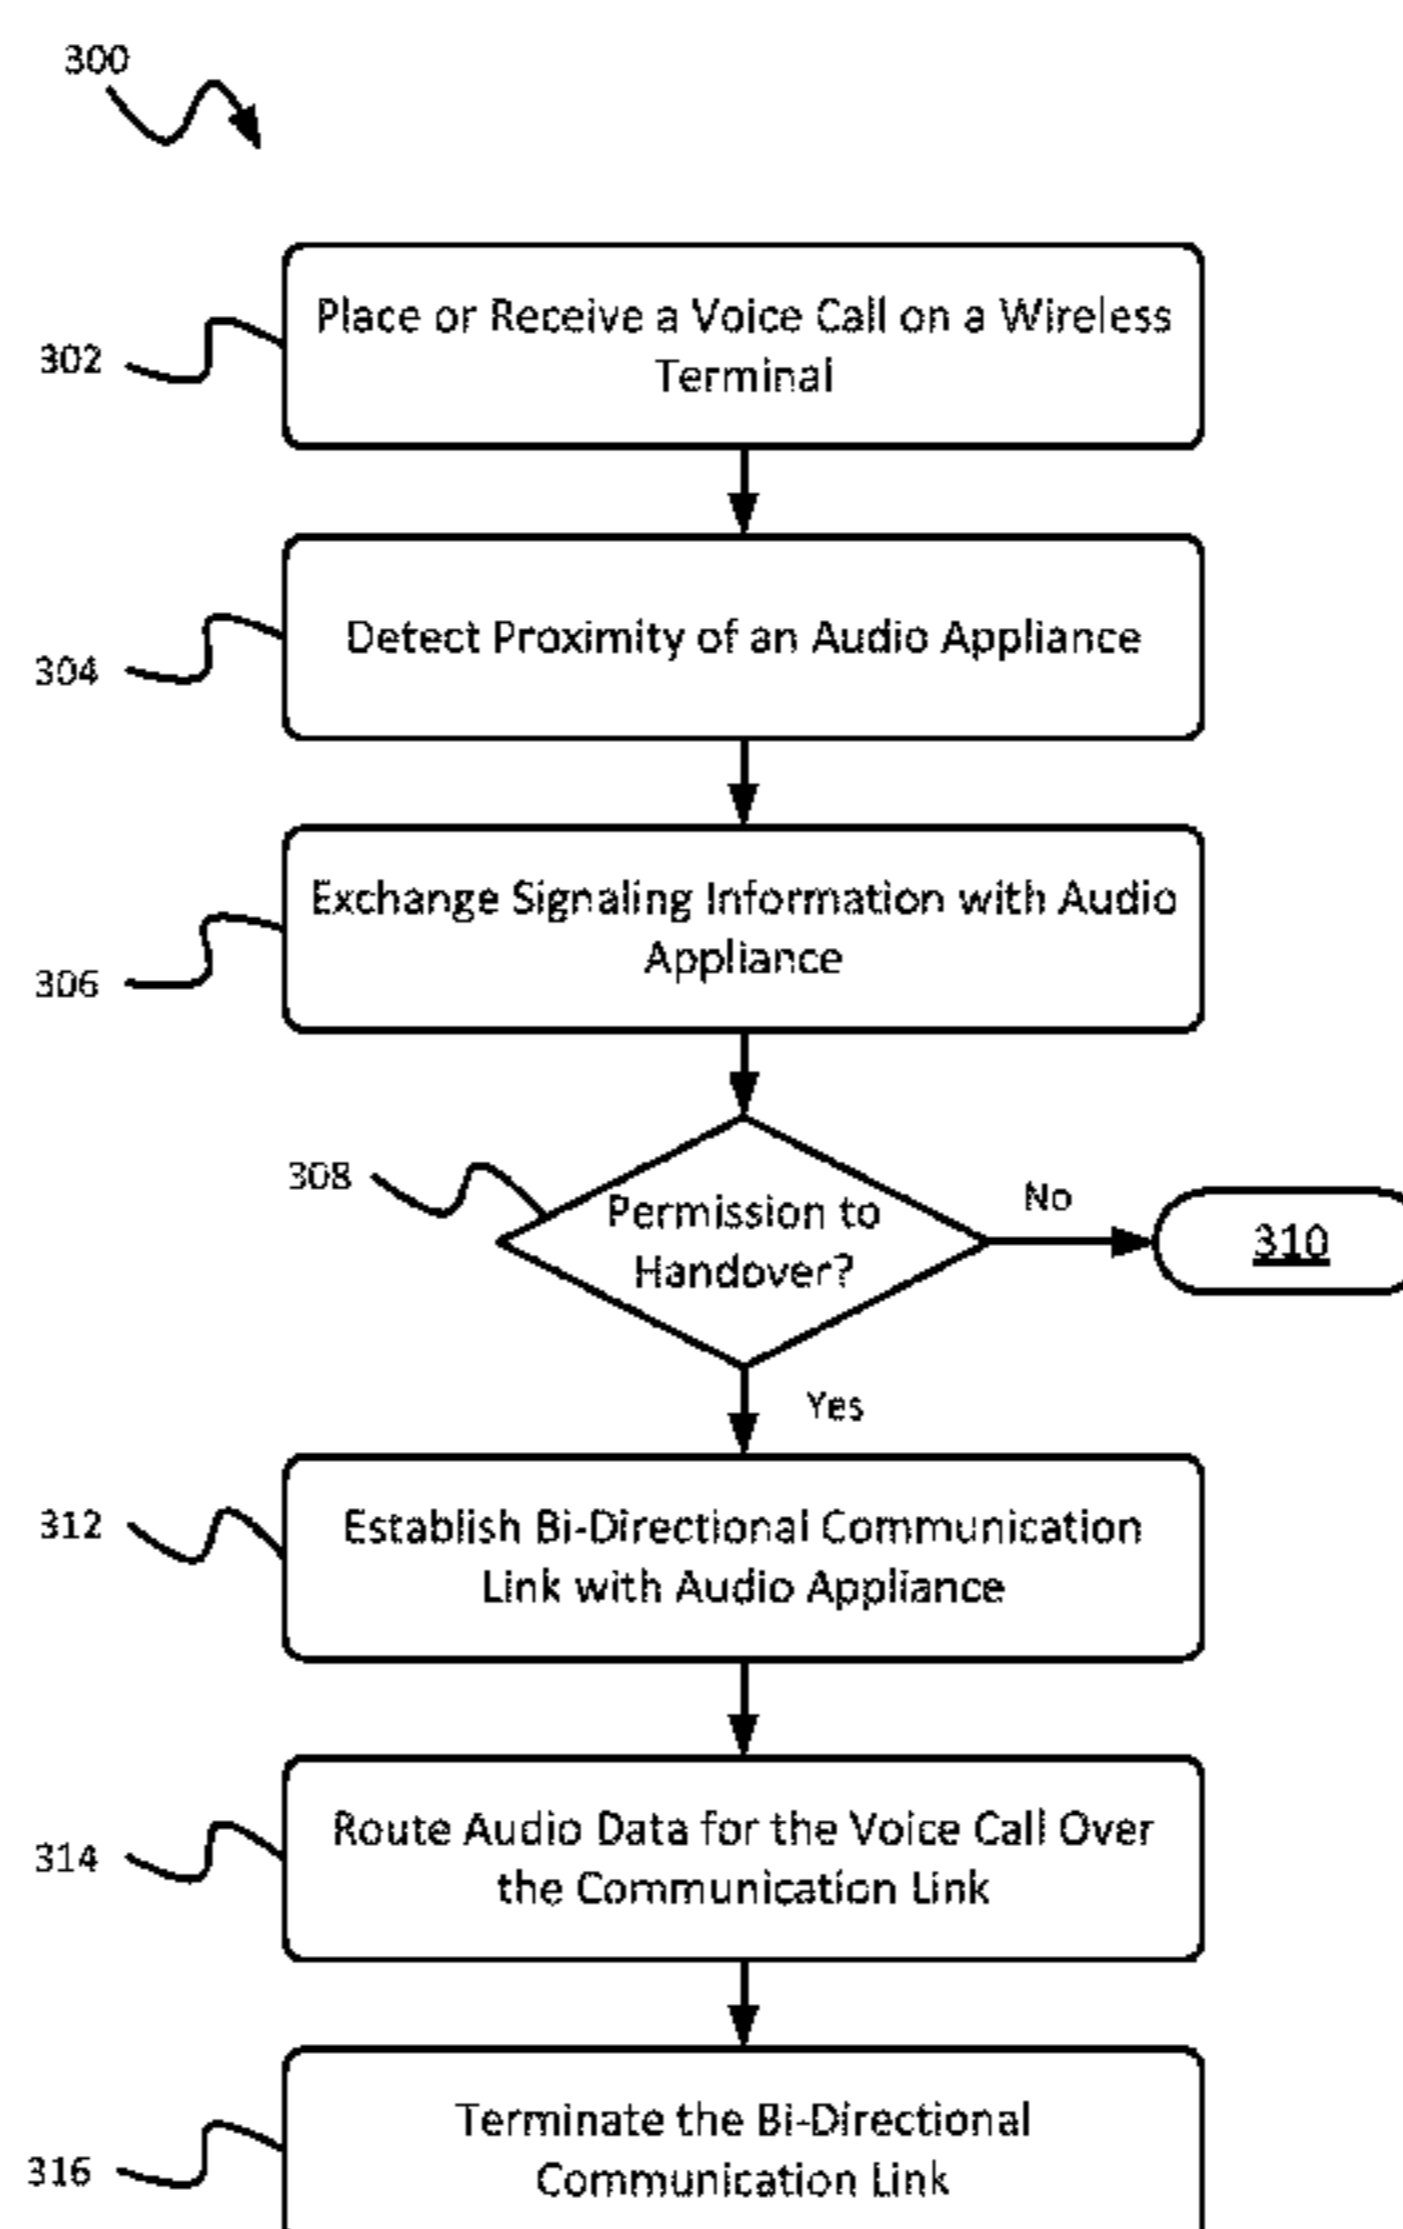 300
302
Place or Receive a Voice Call on a Wireless
Terminal
304
Detect Proximity of an Audio Appliance
306
Exchange Signaling Information with Audio
Appliance
308
Permission to
Handover?
No
310
Yes
312
Establish Bi-Directional Communication
Link with Audio Appliance
314
Route Audio Data for the Voice Call Over
the Communication Link
316
Terminate the Bi-Directional
Communication Link